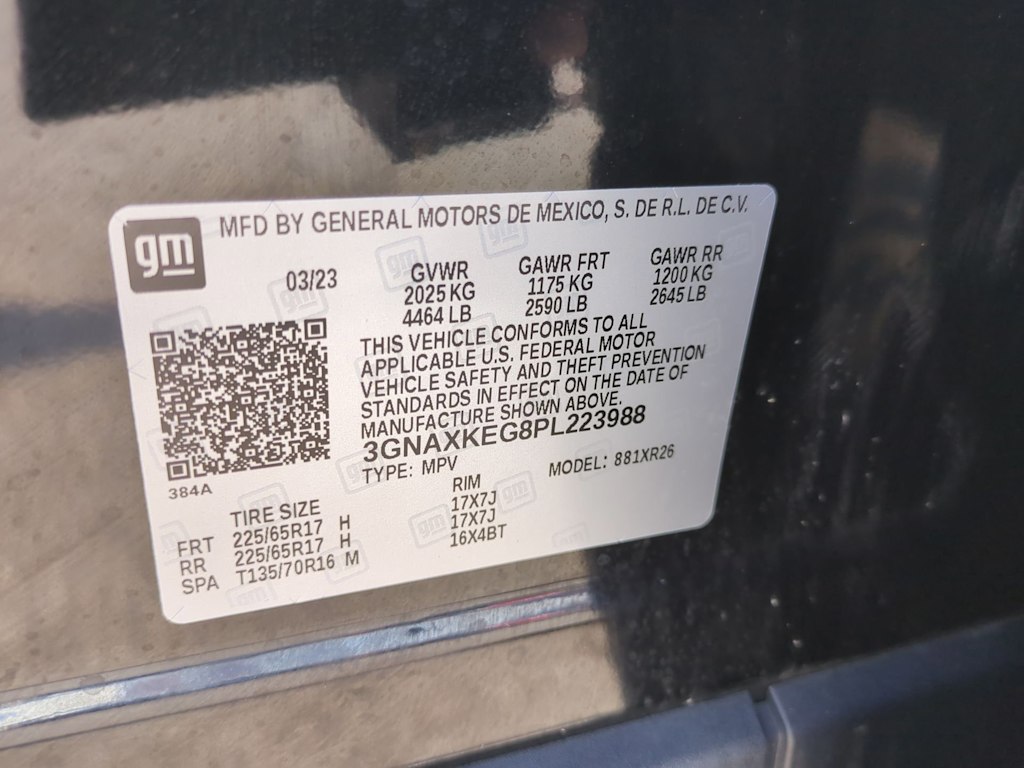 gm
MFD BY GENERAL MOTORS DE MEXICO, S. DE R.L. DE C.V.
03/23
GVWR
2025 KG
4464 LB
GAWR FRT
1175 KG
2590 LB
GAWR RR
1200 KG
2645 LB
THIS VEHICLE CONFORMS TO ALL
APPLICABLE U.S. FEDERAL MOTOR
VEHICLE SAFETY AND THEFT PREVENTION
STANDARDS IN EFFECT ON THE DATE OF
MANUFACTURE SHOWN ABOVE.
3GNAXKEG8PL223988
TYPE: MPV MODEL: 881XR26
384A
TIRE SIZE RIM
FRT 225/65R17 H 17X7J
RR 225/65R17 H 17X7J
SPA T135/70R16 M 16X4BT